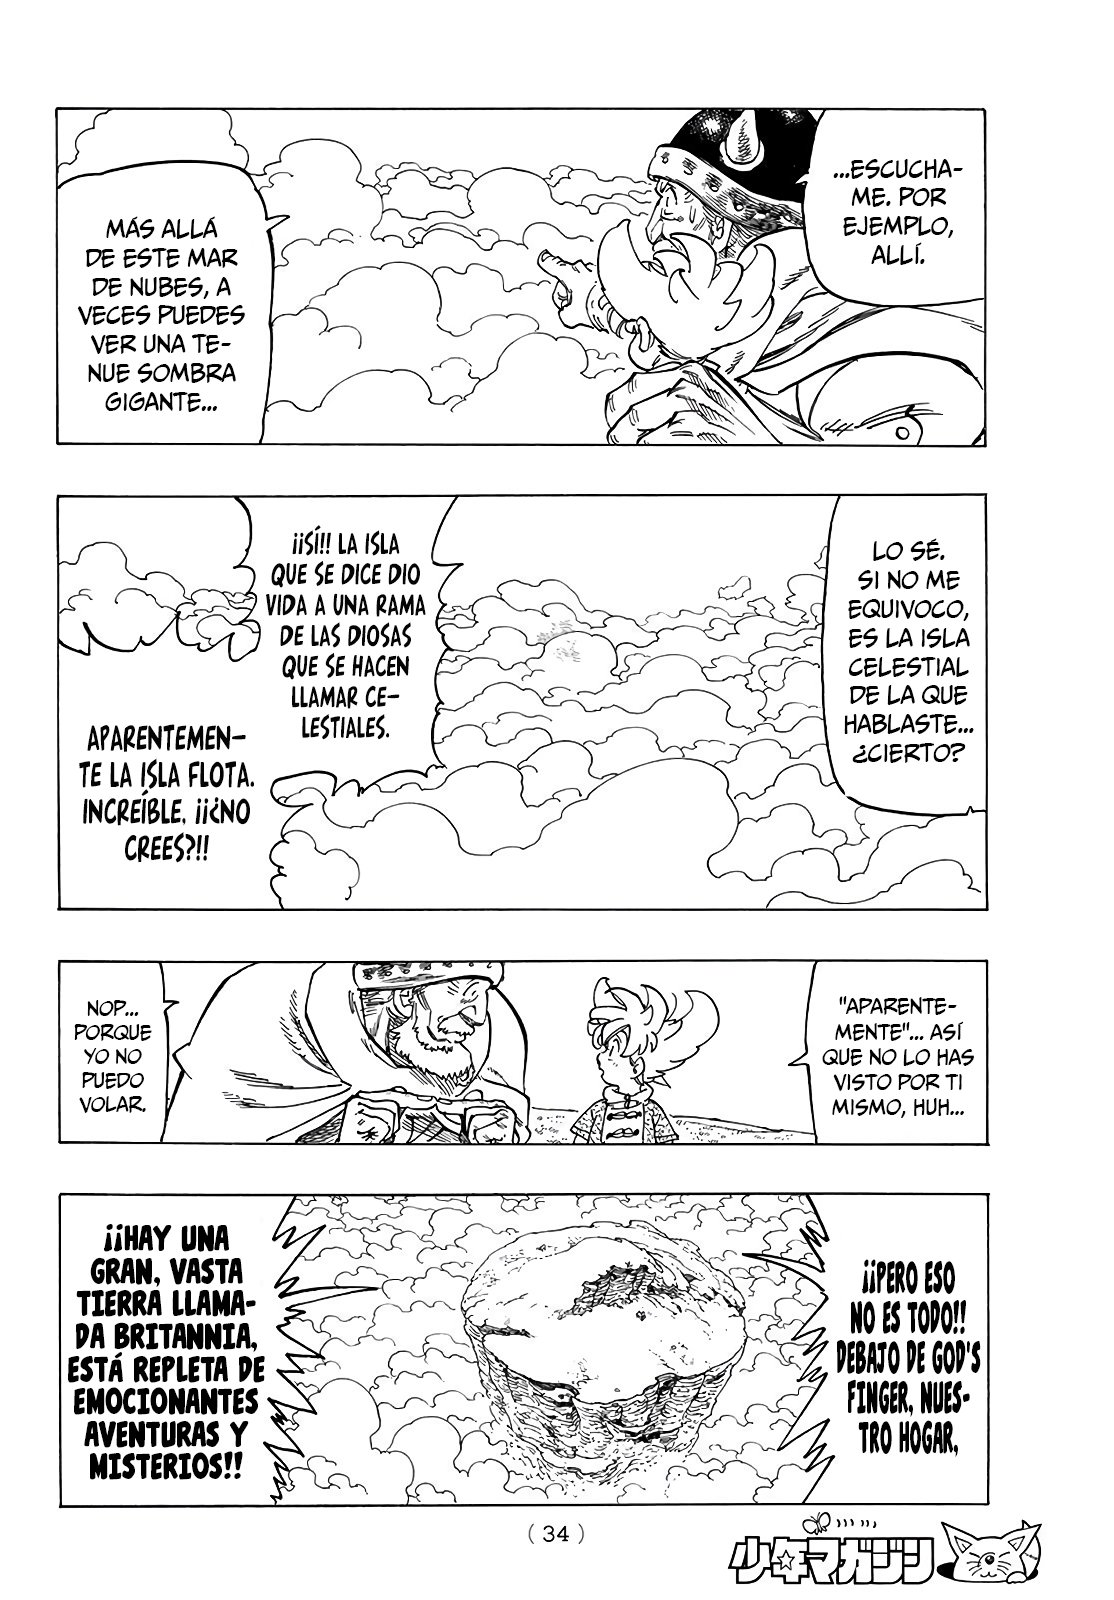 ...ESCUCHA-
ME. POR
EJEMPLO,
ALLÍ.
MÁS ALLÁ
DE ESTE MAR
DE NUBES, A
VECES PUEDES
VER UNA TE-
NUE SOMBRA
GIGANTE...
LO SÉ.
SI NO ME
EQUIVOCO,
ES LA ISLA
CELESTIAL
DE LA QUE
HABLASTE...
¿CIERTO?
¡¡SÍ!! LA ISLA
QUE SE DICE DIO
VIDA A UNA RAMA
DE LAS DIOSAS
QUE SE HACEN
LLAMAR CE-
LESTIALES.
APARENTEMEN-
TE LA ISLA FLOTA.
INCREÍBLE, ¡¡¿NO
CREES?!!
"APARENTE-
MENTE"... ASÍ
QUE NO LO HAS
VISTO POR TI
MISMO, HUH...
NOP...
PORQUE
YO NO
PUEDO
VOLAR.
¡¡PERO ESO
NO ES TODO!!
DEBAJO DE GOD'S
FINGER, NUES-
TRO HOGAR,
¡¡HAY UNA
GRAN, VASTA
TIERRA LLAMA-
DA BRITANNIA,
ESTÁ REPLETA DE
EMOCIONANTES
AVENTURAS Y
MISTERIOS!!
( 34 )
少年マガジン